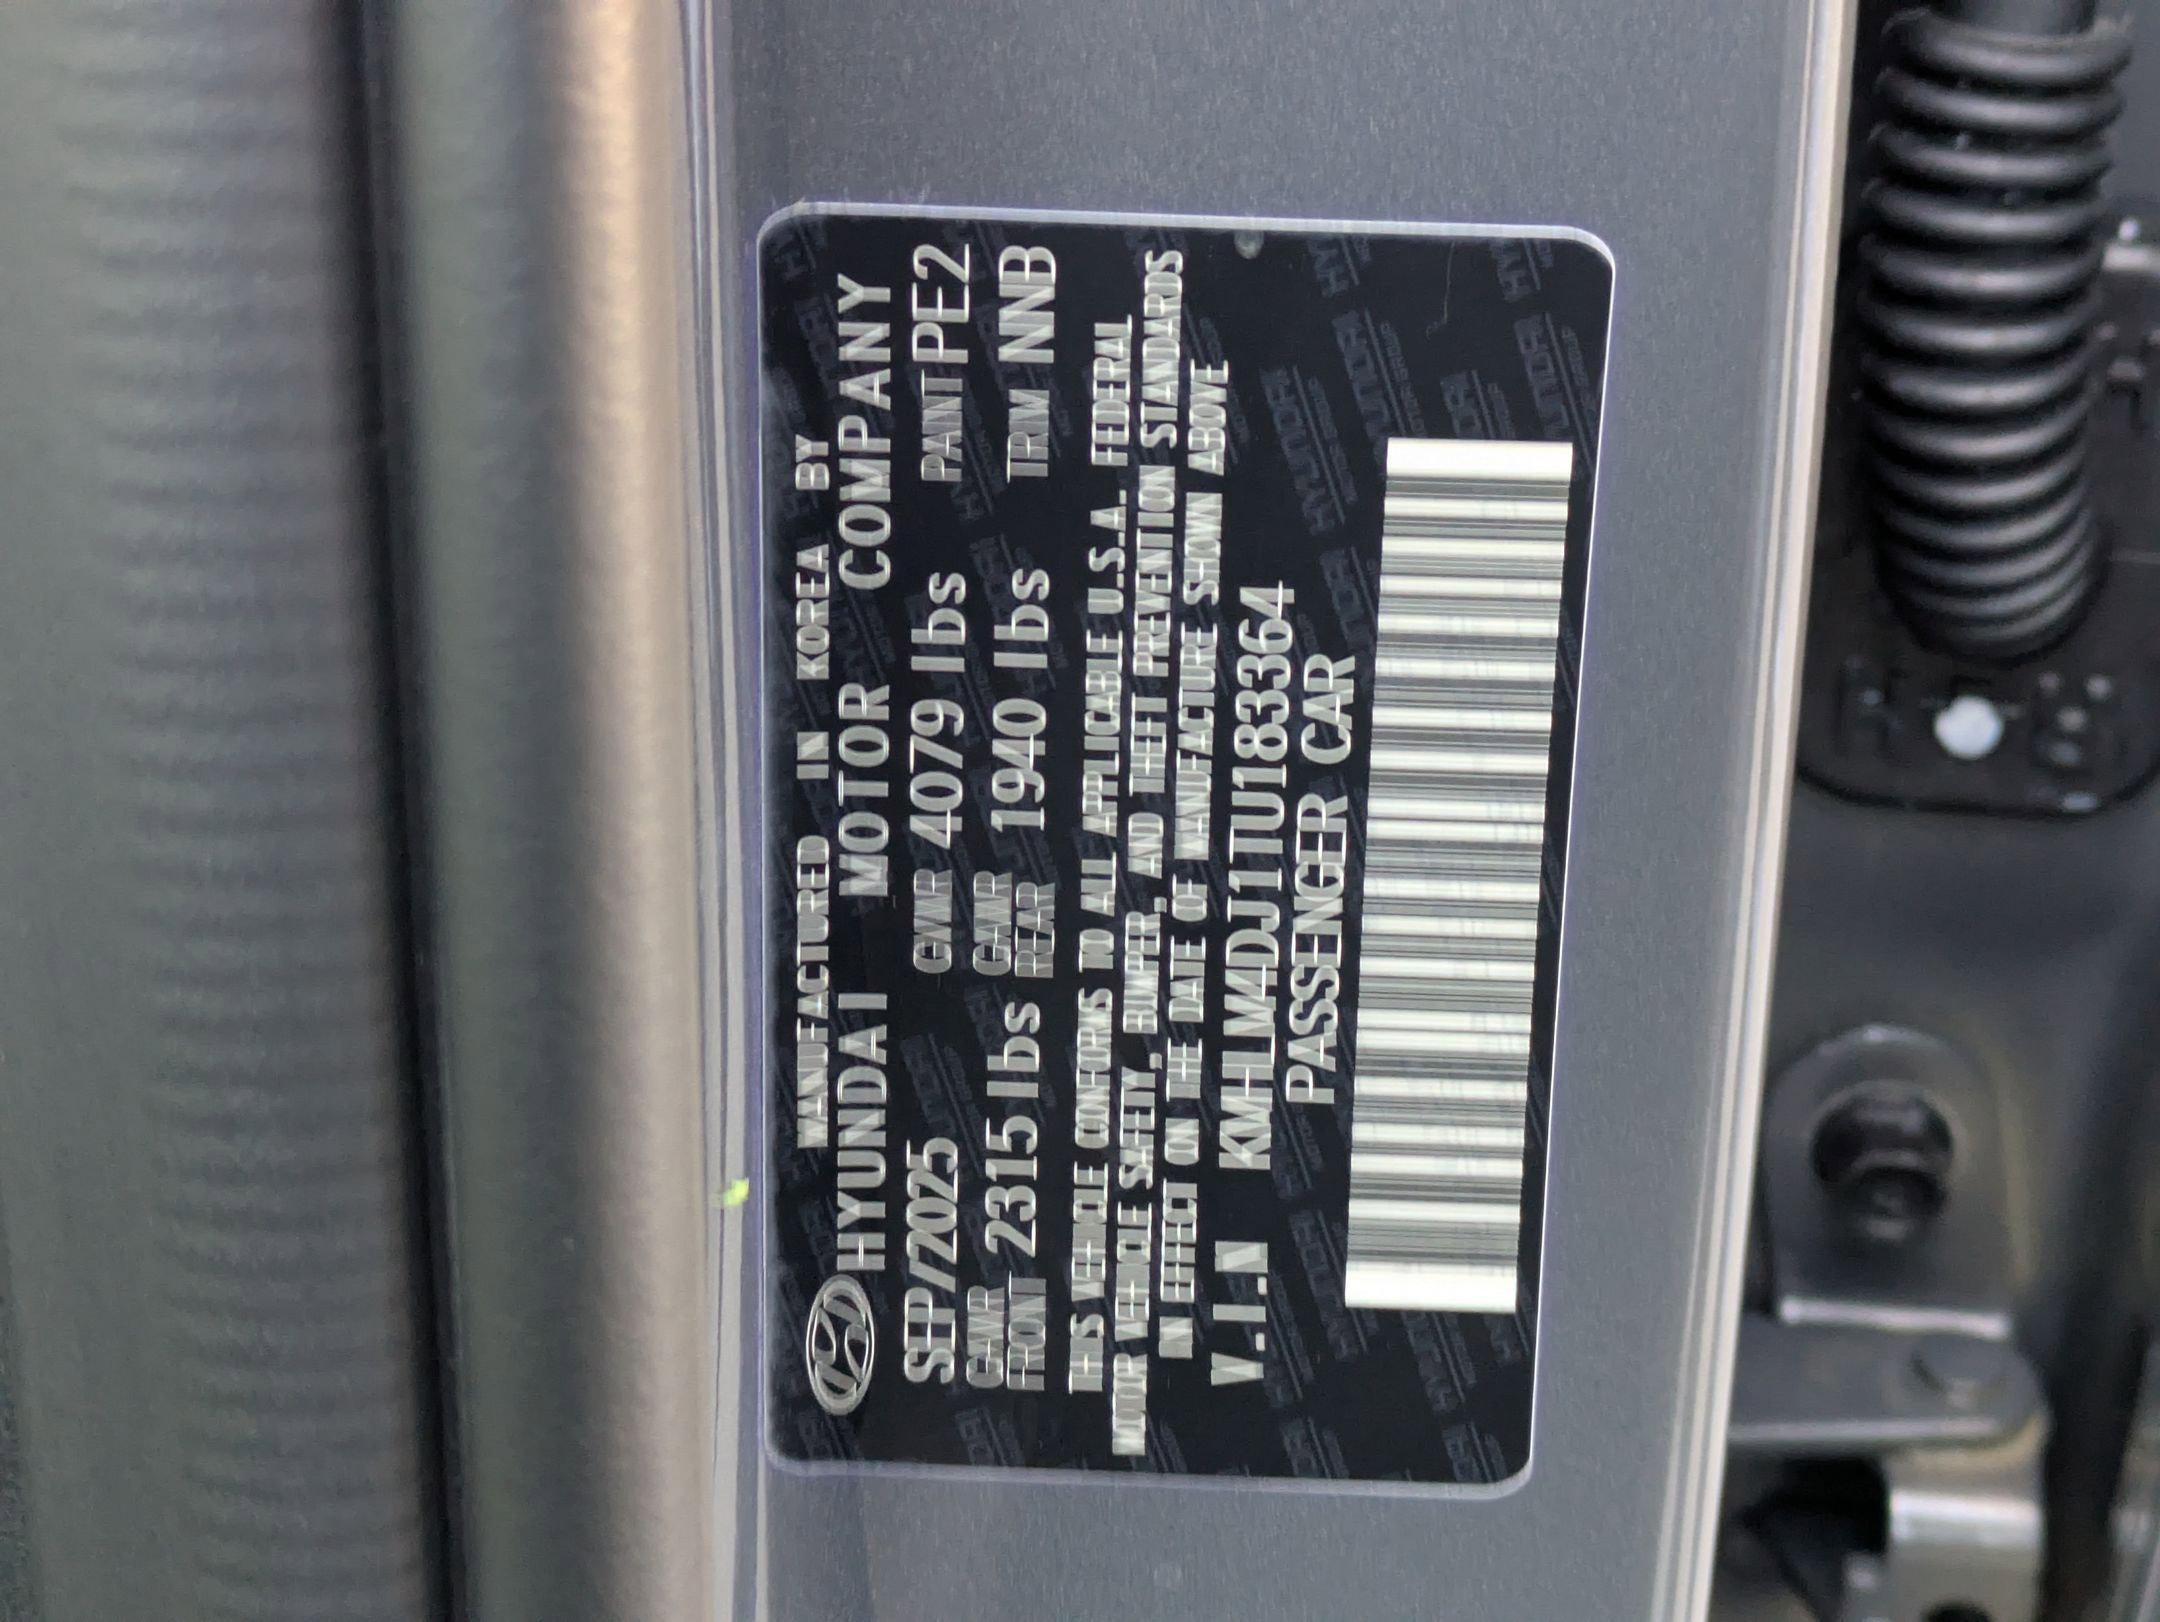 MANUFACTURED IN KOREA BY
HYUNDAI MOTOR COMPANY
SEP/2025 GVWR 4079 lbs PAINT PE2
GAWR FRONT 2315 lbs GAWR REAR 1940 lbs TRIM NNB
THIS VEHICLE CONFORMS TO ALL APPLICABLE U.S.A. FEDERAL
MOTOR VEHICLE SAFETY, BUMPER, AND THEFT PREVENTION STANDARDS
IN EFFECT ON THE DATE OF MANUFACTURE SHOWN ABOVE
V.I.N KMHLM4DJ1TU183364
PASSENGER CAR